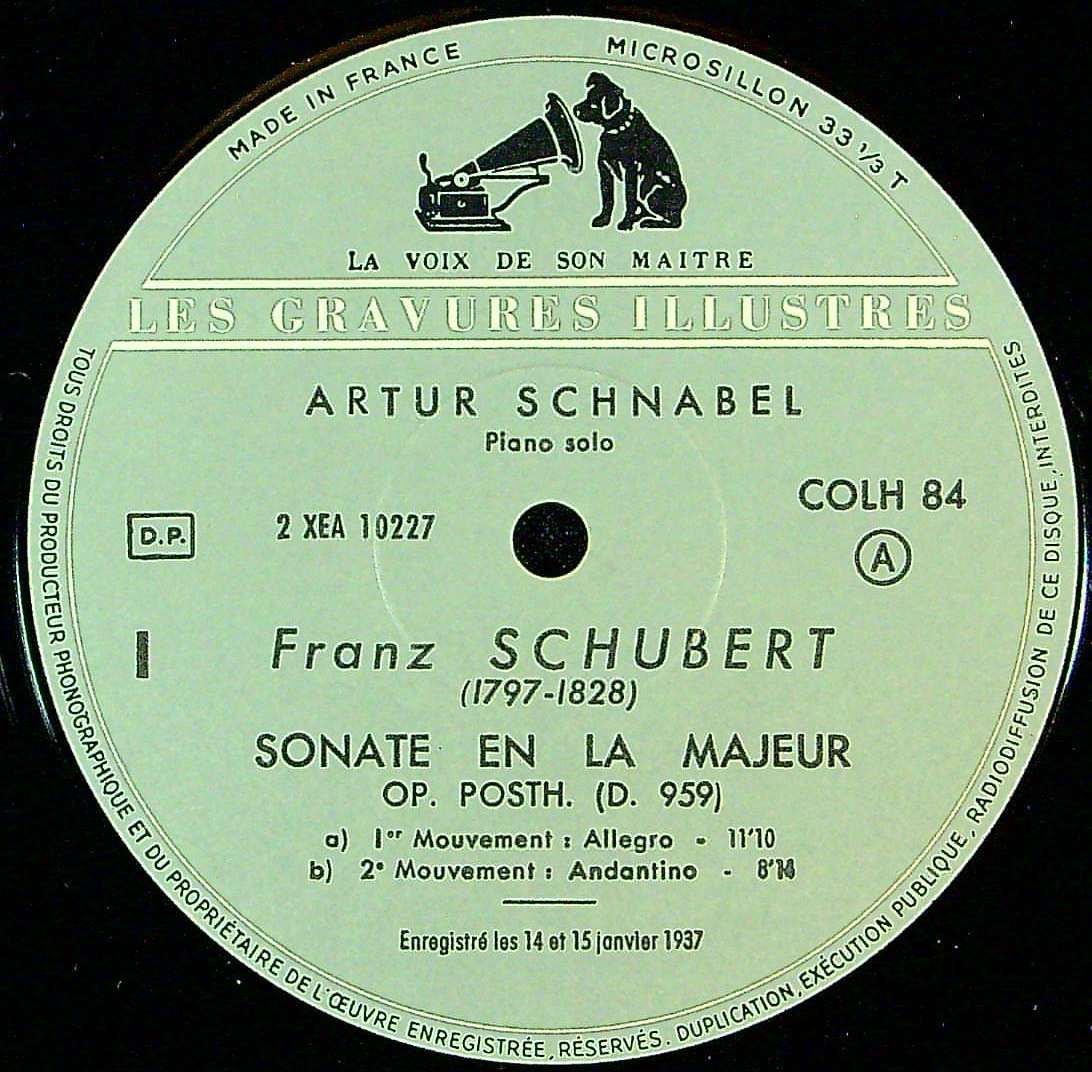 MADE IN FRANCE
MICROSILLON 33 1/3 T
LA VOIX DE SON MAITRE
LES GRAVURES ILLUSTRES
ARTUR SCHNABEL
Piano solo
COLH 84
D.P.
2 XEA 10227
A
I
Franz SCHUBERT
(1797-1828)
SONATE EN LA MAJEUR
OP. POSTH. (D. 959)
a) 1er Mouvement : Allegro - 11'10
b) 2e Mouvement : Andantino - 8'14
Enregistré les 14 et 15 janvier 1937
TOUS DROITS DU PRODUCTEUR PHONOGRAPHIQUE ET DU PROPRIÉTAIRE DE L'ŒUVRE ENREGISTRÉE, RÉSERVÉS. DUPLICATION, EXÉCUTION PUBLIQUE, RADIODIFFUSION DE CE DISQUE, INTERDITES